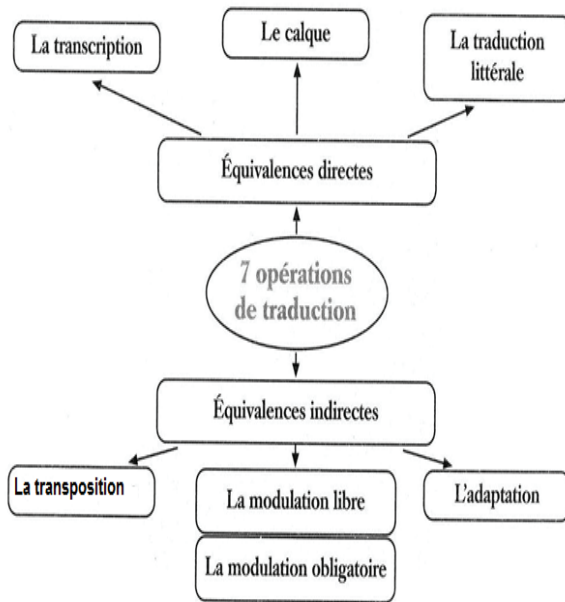 La transcription
Le calque
La traduction
littérale
Équivalences directes
7 opérations
de traduction
Équivalences indirectes
La transposition
La modulation libre
L'adaptation
La modulation obligatoire